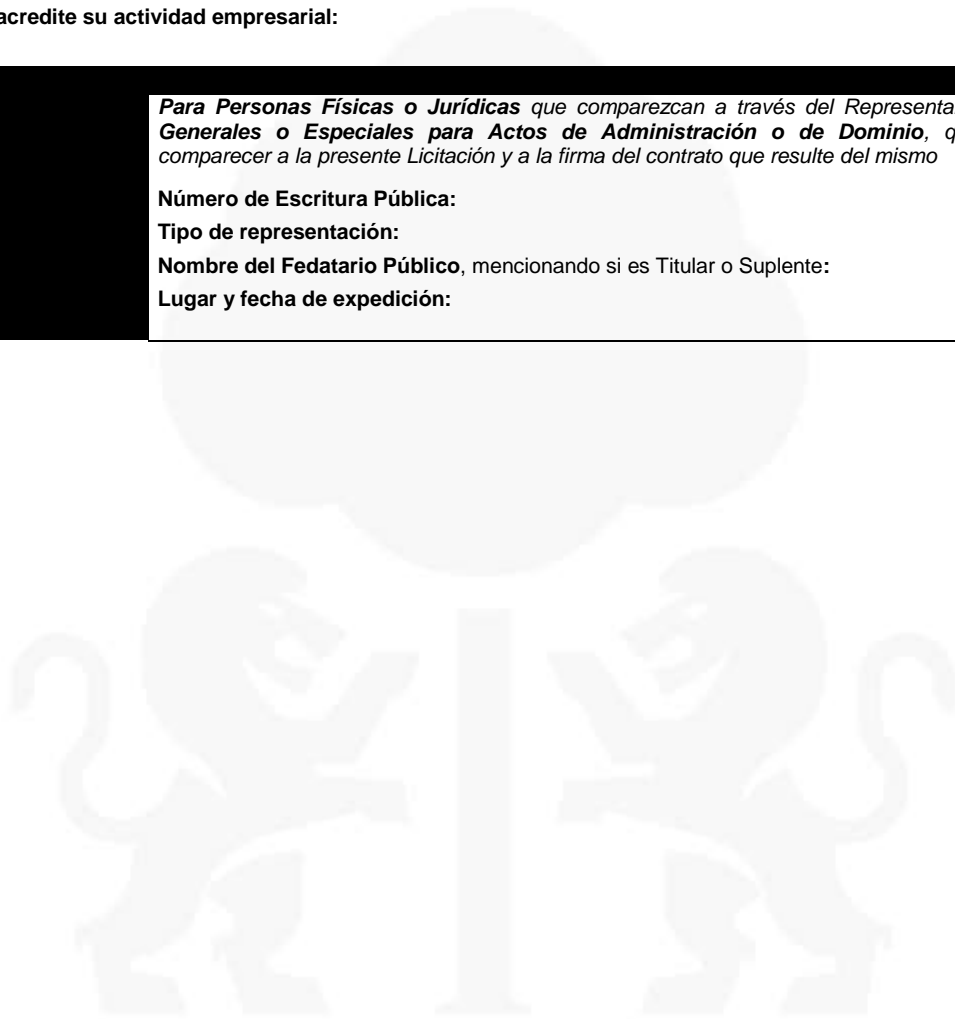 acredite su actividad empresarial:
Para Personas Físicas o Jurídicas que comparezcan a través del
Generales o Especiales para Actos de Administración o de Dominio,
comparecer a la presente Licitación y a la firma del contrato que resulte del mismo
Número de Escritura Pública:
Tipo de representación:
Nombre del Fedatario Público, mencionando si es Titular o Suplente:
Lugar y fecha de expedición: